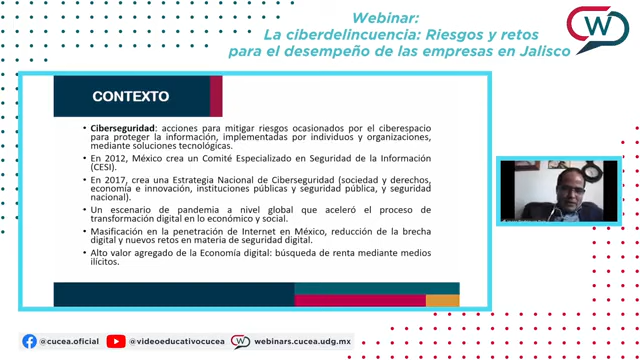 Webinar:
La ciberdelincuencia: Riesgos y retos
para el desempeño de las empresas en Jalisco
W
CONTEXTO
• Ciberseguridad: acciones para mitigar riesgos ocasionados por el ciberespacio
para proteger la información, implementadas por individuos y organizaciones,
mediante soluciones tecnológicas.
• En 2012, México crea un Comité Especializado en Seguridad de la Información
(CESI).
• En 2017, crea una Estrategia Nacional de Ciberseguridad (sociedad y derechos,
economía e innovación, instituciones públicas y seguridad pública, y seguridad
nacional).
• Un escenario de pandemia a nivel global que aceleró el proceso de
transformación digital en lo económico y social.
• Masificación en la penetración de Internet en México, reducción de la brecha
digital y nuevos retos en materia de seguridad digital.
• Alto valor agregado de la Economía digital: búsqueda de renta mediante medios
ilícitos.
@cucea.oficial @videoeducativocucea W webinars.cucea.udg.mx